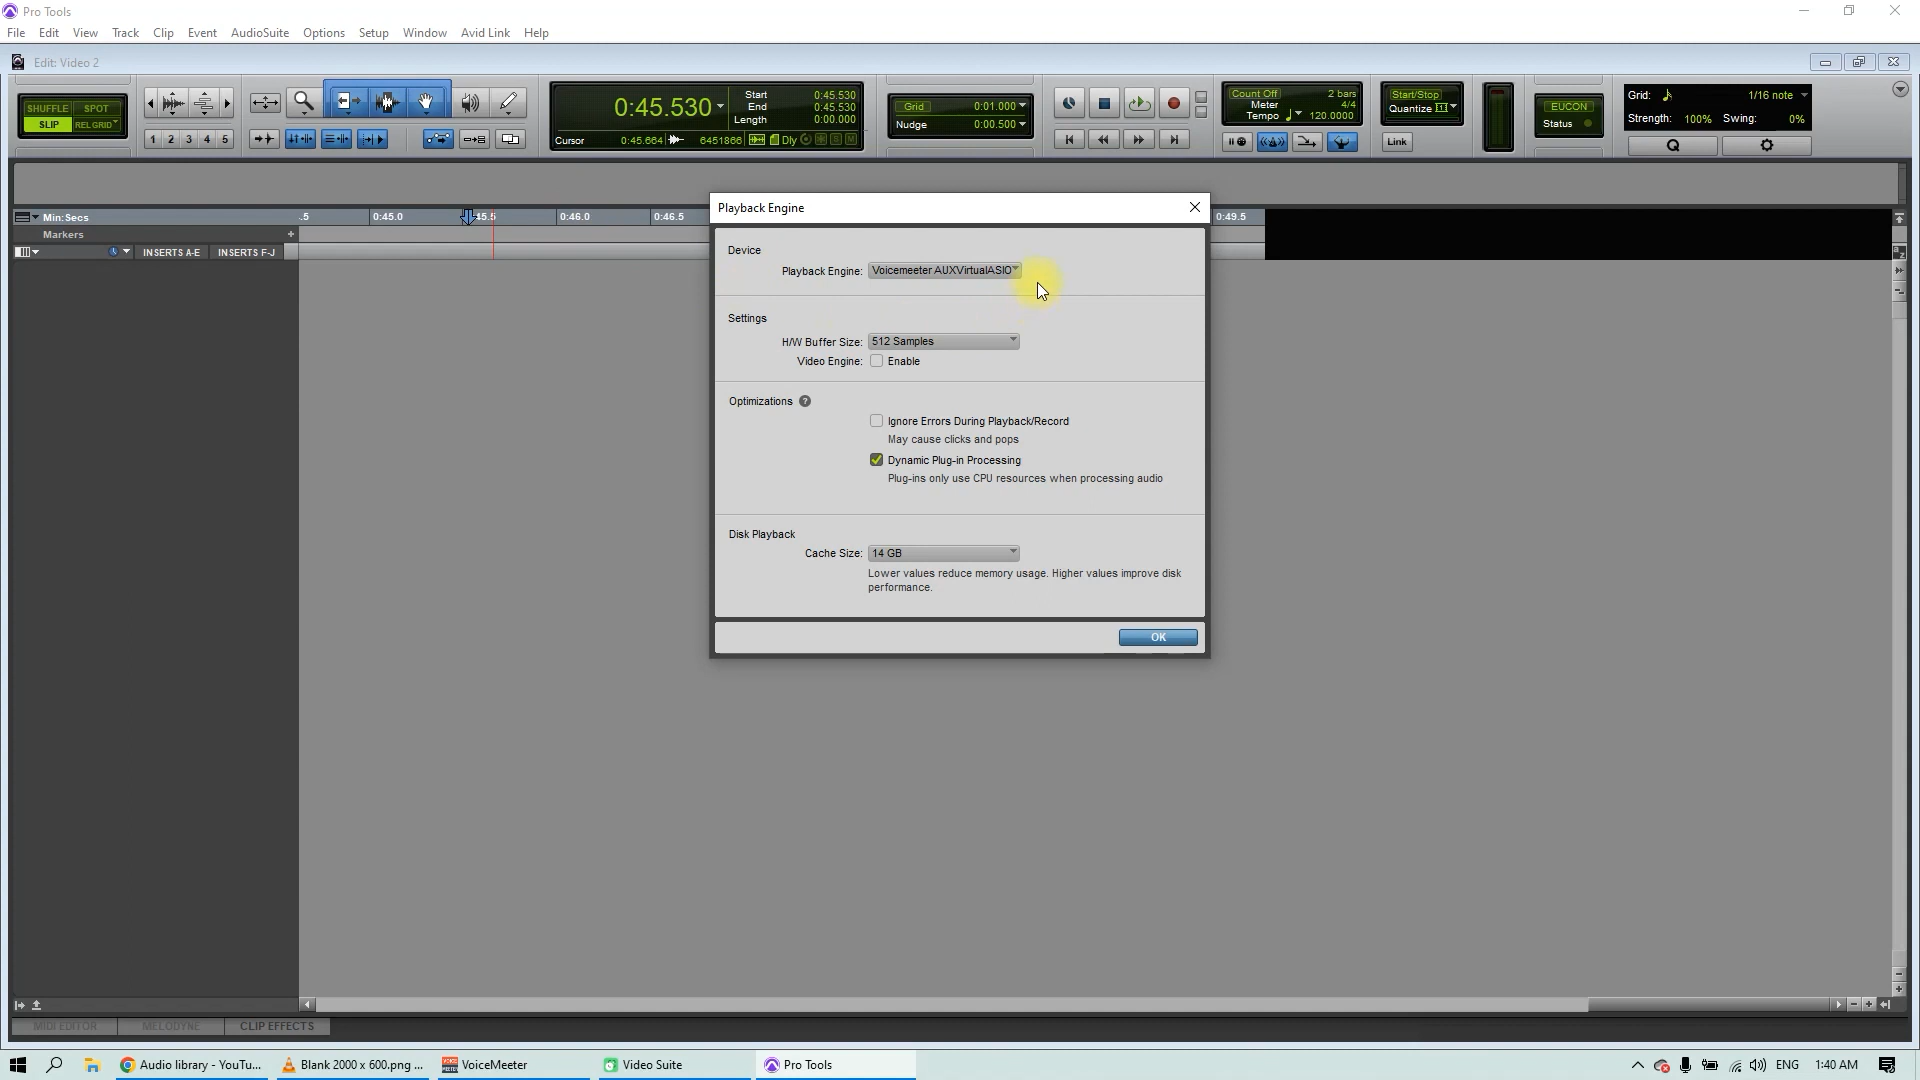 Pro Tools
File Edit View Track Clip Event AudioSuite Options Setup Window Avid Link Help
Edit: Video 2
SHUFFLE SPOT
SLIP REL GRID
1 2 3 4 5
0:45.530
Start 0:45.530
End 0:45.530
Length 0:00.000
Cursor 0:45.664 6451866 Dly
Grid 0:01.000
Nudge 0:00.500
Count Off 2 bars
Meter 4/4
Tempo 120.0000
Start/Stop
Quantize
Link
EUCON
Status
Grid: 1/16 note
Strength: 100% Swing: 0%
Q
Min:Secs
.5 0:45.0 45.5 0:46.0 0:46.5 0:49.5
Markers
INSERTS A-E INSERTS F-J
Playback Engine
Device
Playback Engine: Voicemeeter AUXVirtualASIO
Settings
H/W Buffer Size: 512 Samples
Video Engine: Enable
Optimizations ?
Ignore Errors During Playback/Record
May cause clicks and pops
Dynamic Plug-in Processing
Plug-ins only use CPU resources when processing audio
Disk Playback
Cache Size: 14 GB
Lower values reduce memory usage. Higher values improve disk
performance.
OK
MIDI EDITOR MELODYNE CLIP EFFECTS
Audio library - YouTu... Blank 2000 x 600.png ... VoiceMeeter Video Suite Pro Tools ENG 1:40 AM